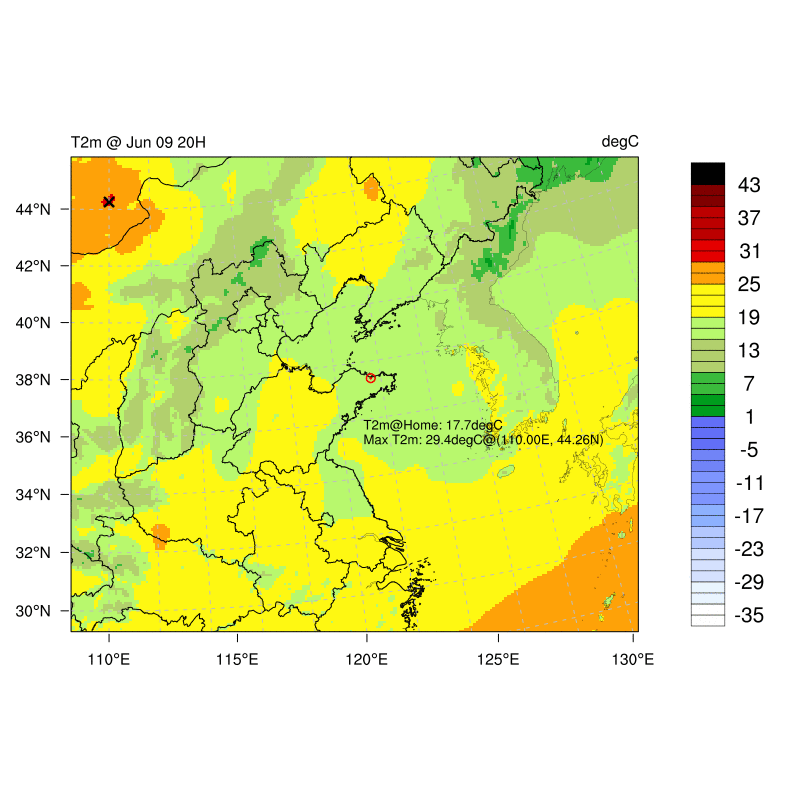 T2m @ Jun 09 20H
degC
44°N
42°N
40°N
38°N
36°N
34°N
32°N
30°N
110°E
115°E
120°E
125°E
130°E
T2m@Home: 17.7degC
Max T2m: 29.4degC@(110.00E, 44.26N)
43
37
31
25
19
13
7
1
-5
-11
-17
-23
-29
-35